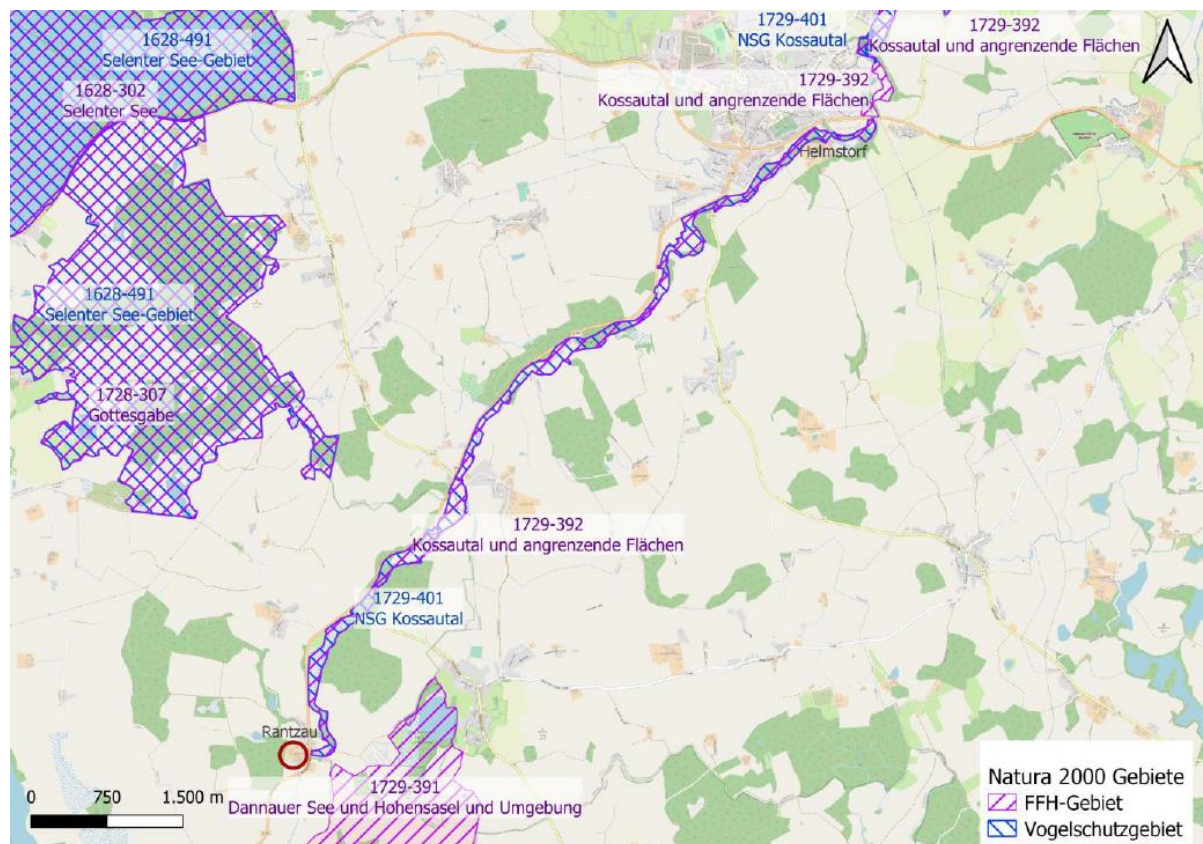 1628-491
Selenter See-Gebiet
1628-302
Selenter See
1729-401
NSG Kossautal
1729-392
Kossautal und angrenzende Flächen
1729-392
Kossautal und angrenzende Flächen
Helmstorf
1628-491
Selenter See-Gebiet
1728-307
Gottesgabe
1729-392
Kossautal und angrenzende Flächen
1729-401
NSG Kossautal
Rantzau
1729-391
Dannauer See und Hohensasel und Umgebung
0 750 1.500 m
Natura 2000 Gebiete
FFH-Gebiet
Vogelschutzgebiet